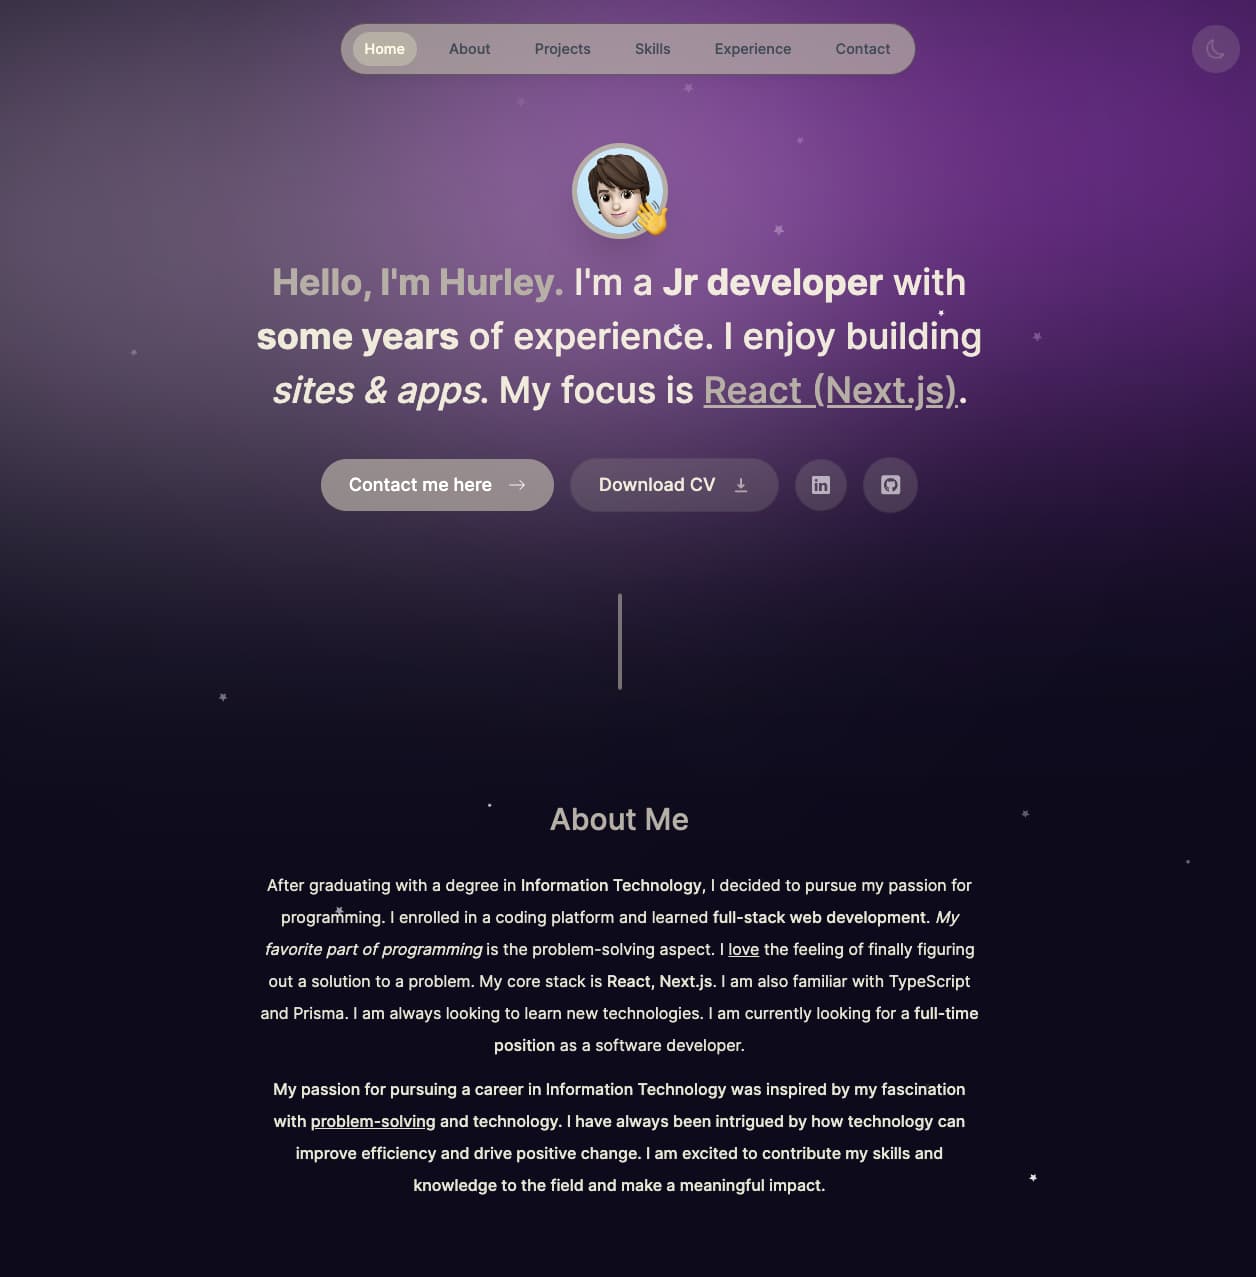 Home About Projects Skills Experience Contact
Hello, I'm Hurley. I'm a Jr developer with
some years of experience. I enjoy building
sites & apps. My focus is React (Next.js).
Contact me here
Download CV
in
About Me
After graduating with a degree in Information Technology, I decided to pursue my passion for
programming. I enrolled in a coding platform and learned full-stack web development. My
favorite part of programming is the problem-solving aspect. I love the feeling of finally figuring
out a solution to a problem. My core stack is React, Next.js. I am also familiar with TypeScript
and Prisma. I am always looking to learn new technologies. I am currently looking for a full-time
position as a software developer.
My passion for pursuing a career in Information Technology was inspired by my fascination
with problem-solving and technology. I have always been intrigued by how technology can
improve efficiency and drive positive change. I am excited to contribute my skills and
knowledge to the field and make a meaningful impact.